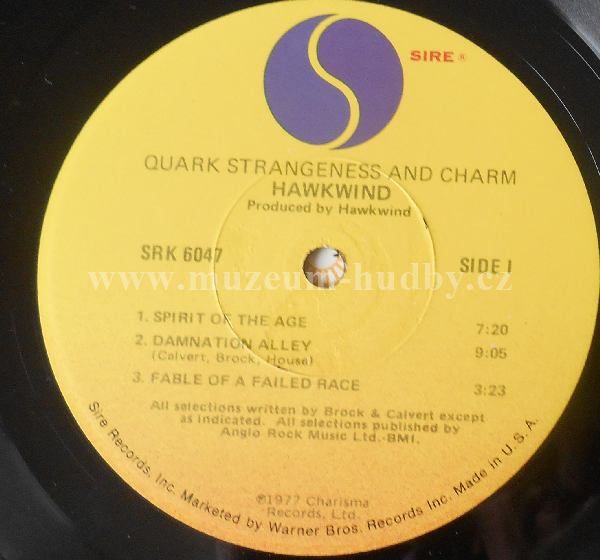 SIRE ®
QUARK STRANGENESS AND CHARM
HAWKWIND
Produced by Hawkwind
SRK 6047
SIDE I
www.muzeum-hudby.cz
1. SPIRIT OF THE AGE 7:20
2. DAMNATION ALLEY 9:05
(Calvert, Brock, House)
3. FABLE OF A FAILED RACE 3:23
All selections written by Brock & Calvert except
as indicated. All selections published by
Anglo Rock Music Ltd.-BMI.
℗1977 Charisma
Records, Ltd.
Sire Records, Inc. Marketed by Warner Bros. Records Inc. Made in U.S.A.